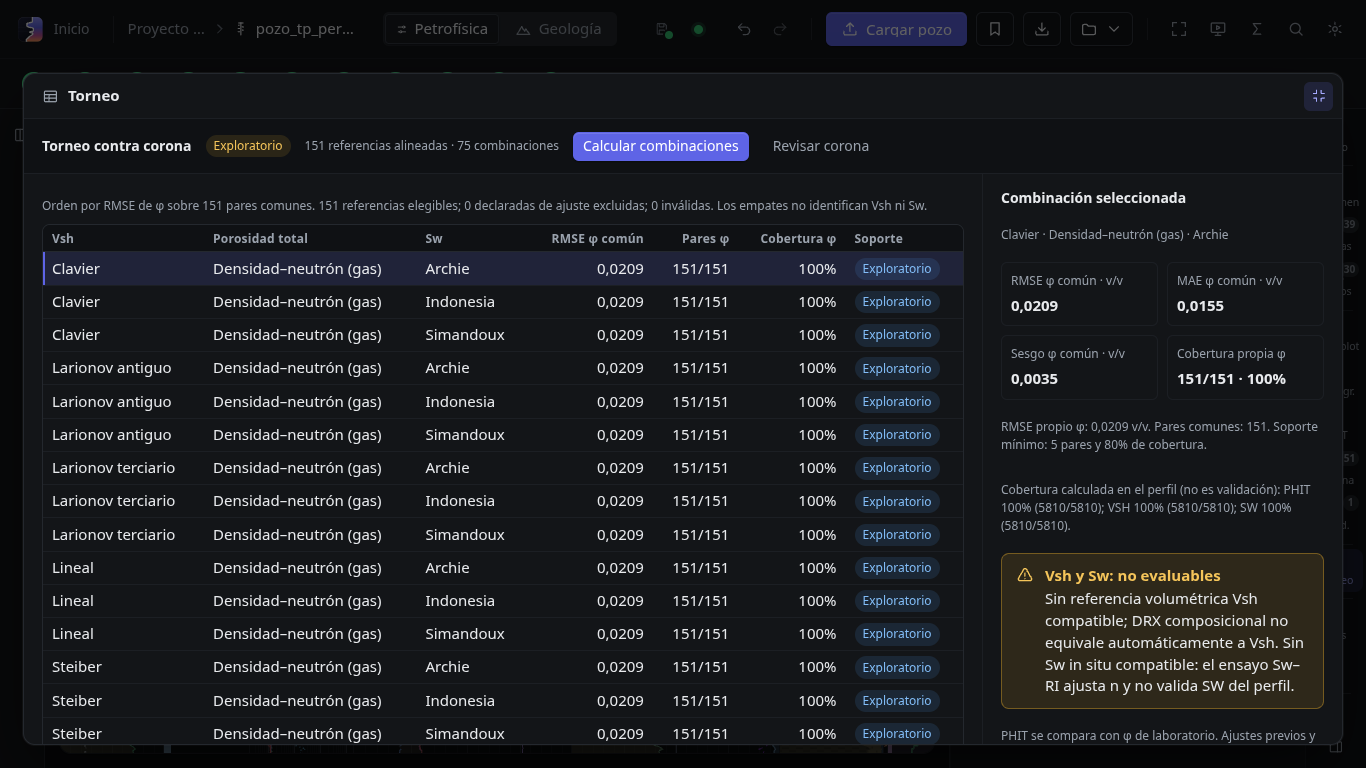 Inicio
Proyecto ...
pozo_tp_per...
Petrofísica
Geología
Cargar pozo
Torneo
Torneo contra corona
Exploratorio
151 referencias alineadas · 75 combinaciones
Calcular combinaciones
Revisar corona
Orden por RMSE de φ sobre 151 pares comunes. 151 referencias elegibles; 0 declaradas de ajuste excluidas; 0 inválidas. Los empates no identifican Vsh ni Sw.
Vsh Porosidad total Sw RMSE φ común Pares φ Cobertura φ Soporte
Clavier Densidad–neutrón (gas) Archie 0,0209 151/151 100% Exploratorio
Clavier Densidad–neutrón (gas) Indonesia 0,0209 151/151 100% Exploratorio
Clavier Densidad–neutrón (gas) Simandoux 0,0209 151/151 100% Exploratorio
Larionov antiguo Densidad–neutrón (gas) Archie 0,0209 151/151 100% Exploratorio
Larionov antiguo Densidad–neutrón (gas) Indonesia 0,0209 151/151 100% Exploratorio
Larionov antiguo Densidad–neutrón (gas) Simandoux 0,0209 151/151 100% Exploratorio
Larionov terciario Densidad–neutrón (gas) Archie 0,0209 151/151 100% Exploratorio
Larionov terciario Densidad–neutrón (gas) Indonesia 0,0209 151/151 100% Exploratorio
Larionov terciario Densidad–neutrón (gas) Simandoux 0,0209 151/151 100% Exploratorio
Lineal Densidad–neutrón (gas) Archie 0,0209 151/151 100% Exploratorio
Lineal Densidad–neutrón (gas) Indonesia 0,0209 151/151 100% Exploratorio
Lineal Densidad–neutrón (gas) Simandoux 0,0209 151/151 100% Exploratorio
Steiber Densidad–neutrón (gas) Archie 0,0209 151/151 100% Exploratorio
Steiber Densidad–neutrón (gas) Indonesia 0,0209 151/151 100% Exploratorio
Steiber Densidad–neutrón (gas) Simandoux 0,0209 151/151 100% Exploratorio
Combinación seleccionada
Clavier · Densidad–neutrón (gas) · Archie
RMSE φ común · v/v
0,0209
MAE φ común · v/v
0,0155
Sesgo φ común · v/v
0,0035
Cobertura propia φ
151/151 · 100%
RMSE propio φ: 0,0209 v/v. Pares comunes: 151. Soporte
mínimo: 5 pares y 80% de cobertura.
Cobertura calculada en el perfil (no es validación): PHIT
100% (5810/5810); VSH 100% (5810/5810); SW 100%
(5810/5810).
Vsh y Sw: no evaluables
Sin referencia volumétrica Vsh
compatible; DRX composicional no
equivale automáticamente a Vsh. Sin
Sw in situ compatible: el ensayo Sw–
RI ajusta n y no valida SW del perfil.
PHIT se compara con φ de laboratorio. Ajustes previos y